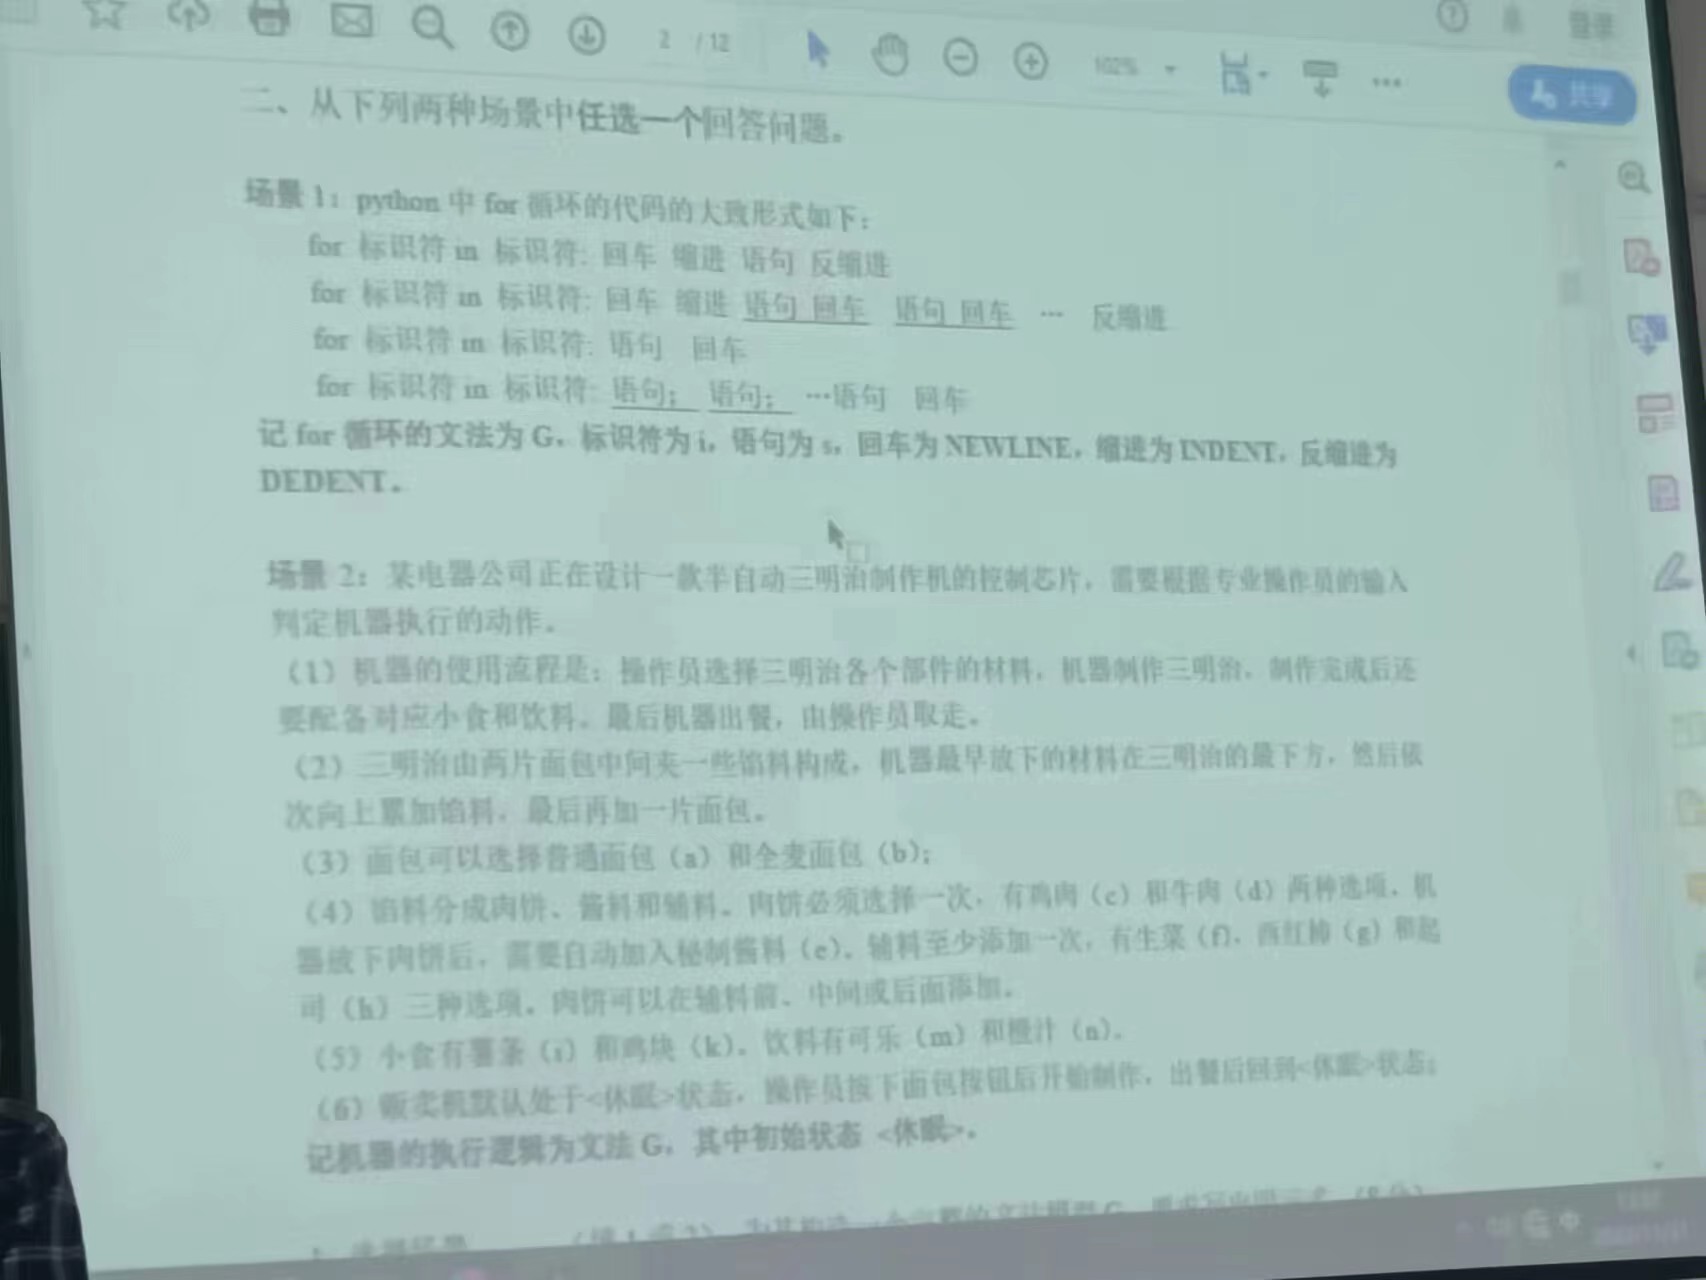 2 / 12
102%
共享
二、从下列两种场景中任选一个回答问题。
场景 1：python 中 for 循环的代码的大致形式如下：
for 标识符 in 标识符: 回车 缩进 语句 反缩进
for 标识符 in 标识符: 回车 缩进 语句 回车 语句 回车 … 反缩进
for 标识符 in 标识符: 语句 回车
for 标识符 in 标识符: 语句； 语句； …语句 回车
记 for 循环的文法为 G，标识符为 i，语句为 s，回车为 NEWLINE，缩进为 INDENT，反缩进为
DEDENT。
场景 2：某电器公司正在设计一款半自动三明治制作机的控制芯片，需要根据专业操作员的输入
判定机器执行的动作。
（1）机器的使用流程是：操作员选择三明治各个部件的材料，机器制作三明治，制作完成后还
要配备对应小食和饮料。最后机器出餐，由操作员取走。
（2）三明治由两片面包中间夹一些馅料构成，机器最早放下的材料在三明治的最下方，然后依
次向上累加馅料，最后再加一片面包。
（3）面包可以选择普通面包（a）和全麦面包（b）；
（4）馅料分成肉饼、酱料和辅料。肉饼必须选择一次，有鸡肉（c）和牛肉（d）两种选项，机
器放下肉饼后，需要自动加入秘制酱料（e）。辅料至少添加一次，有生菜（f）、西红柿（g）和起
司（h）三种选项。肉饼可以在辅料前、中间或后面添加。
（5）小食有薯条（i）和鸡块（k）。饮料有可乐（m）和橙汁（n）。
（6）贩卖机默认处于<休眠>状态，操作员按下面包按钮后开始制作，出餐后回到<休眠>状态；
记机器的执行逻辑为文法 G，其中初始状态 <休眠>。